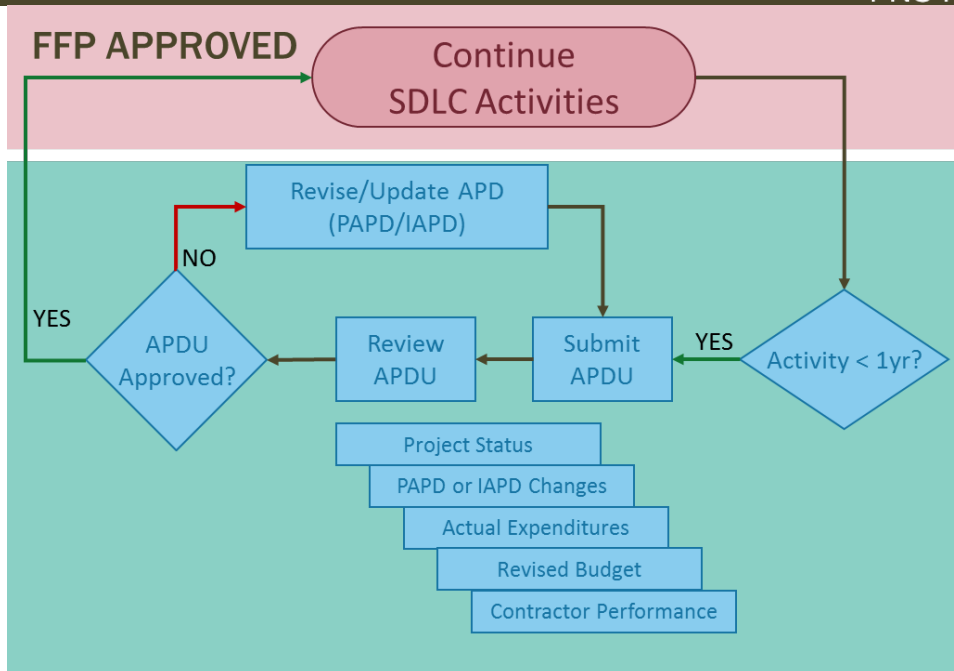 FFP APPROVED
Continue
SDLC Activities
Revise/Update APD
(PAPD/IAPD)
NO
YES
APDU
Approved?
Review
APDU
Submit
APDU
YES
Activity < 1yr?
Project Status
PAPD or IAPD Changes
Actual Expenditures
Revised Budget
Contractor Performance